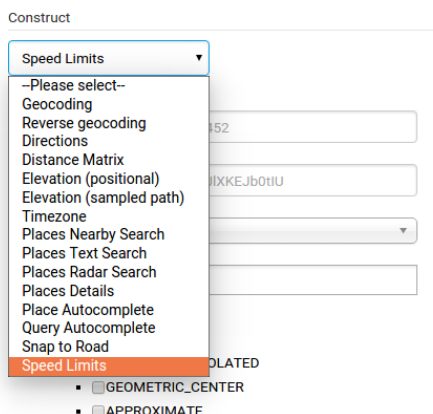 Construct
Speed Limits
--Please select--
Geocoding
Reverse geocoding
452
Directions
Distance Matrix
Elevation (positional)
XKEJb0tIU
Elevation (sampled path)
Timezone
Places Nearby Search
Places Text Search
Places Radar Search
Places Details
Place Autocomplete
Query Autocomplete
Snap to Road
Speed Limits
OLATED
GEOMETRIC_CENTER
APPROXIMATE